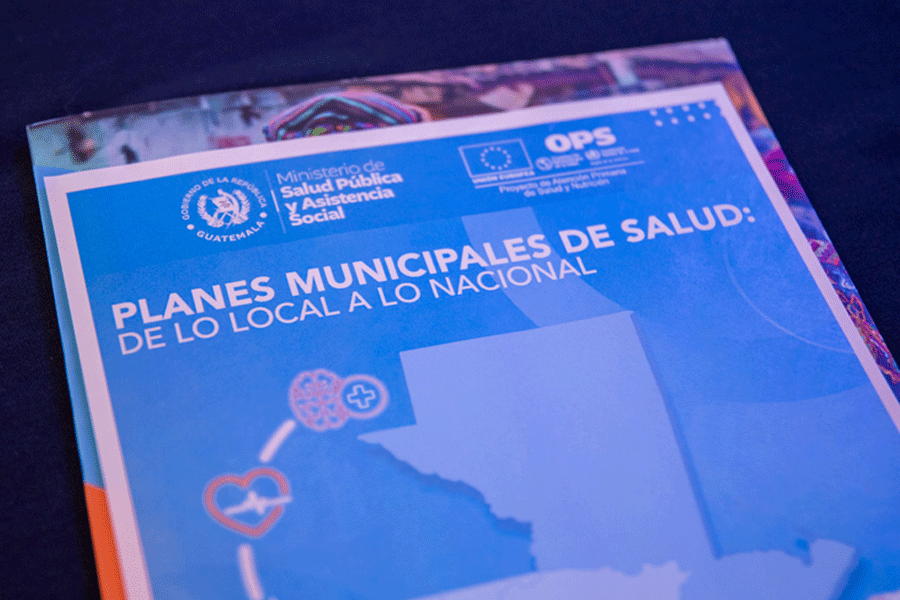 GOBIERNO DE LA REPÚBLICA
GUATEMALA
Ministerio de
Salud Pública
y Asistencia
Social
UNIÓN EUROPEA
OPS
Proyecto de Atención Primaria
de Salud y Nutrición
PLANES MUNICIPALES DE SALUD:
DE LO LOCAL A LO NACIONAL